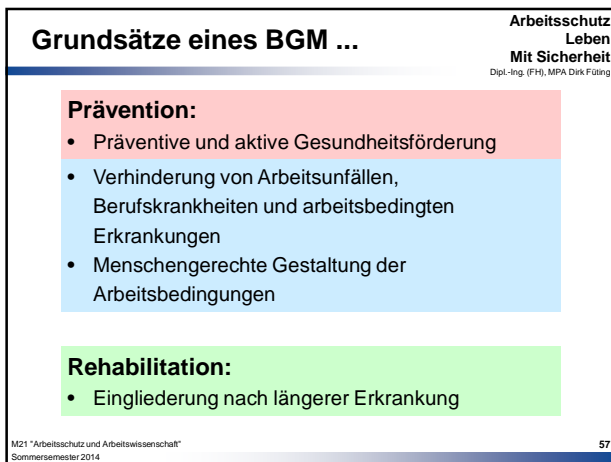 Grundsätze eines BGM ...
Arbeitsschutz
Leben
Mit Sicherheit
Dipl.-Ing. (FH), MPA Dirk Füting
Prävention:
• Präventive und aktive Gesundheitsförderung
• Verhinderung von Arbeitsunfällen,
Berufskrankheiten und arbeitsbedingten
Erkrankungen
• Menschengerechte Gestaltung der
Arbeitsbedingungen
Rehabilitation:
• Eingliederung nach längerer Erkrankung
M21 "Arbeitsschutz und Arbeitswissenschaft"
Sommersemester 2014
57